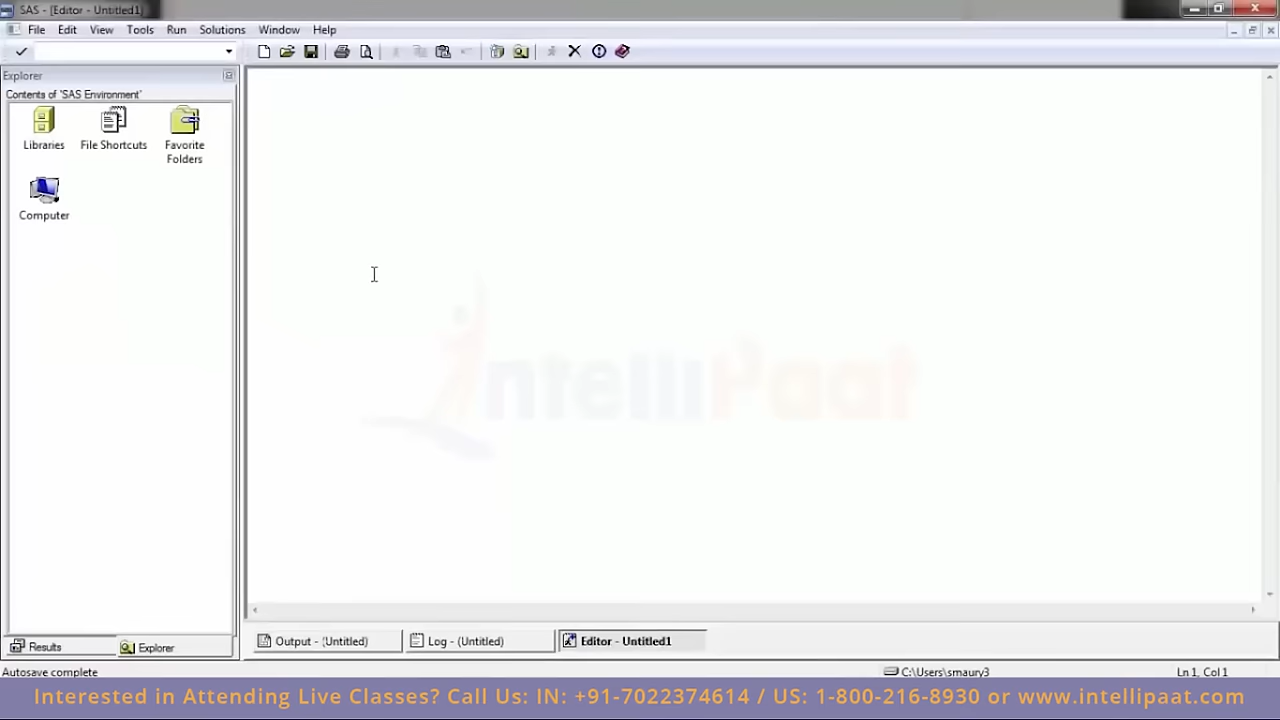 SAS - [Editor - Untitled1]
File Edit View Tools Run Solutions Window Help
Explorer
Contents of 'SAS Environment'
Libraries
File Shortcuts
Favorite
Folders
Computer
IntelliPaat
Results
Explorer
Output - (Untitled)
Log - (Untitled)
Editor - Untitled1
Autosave complete
C:\Users\smaury3
Ln 1, Col 1
Interested in Attending Live Classes? Call Us: IN: +91-7022374614 / US: 1-800-216-8930 or www.intellipaat.com